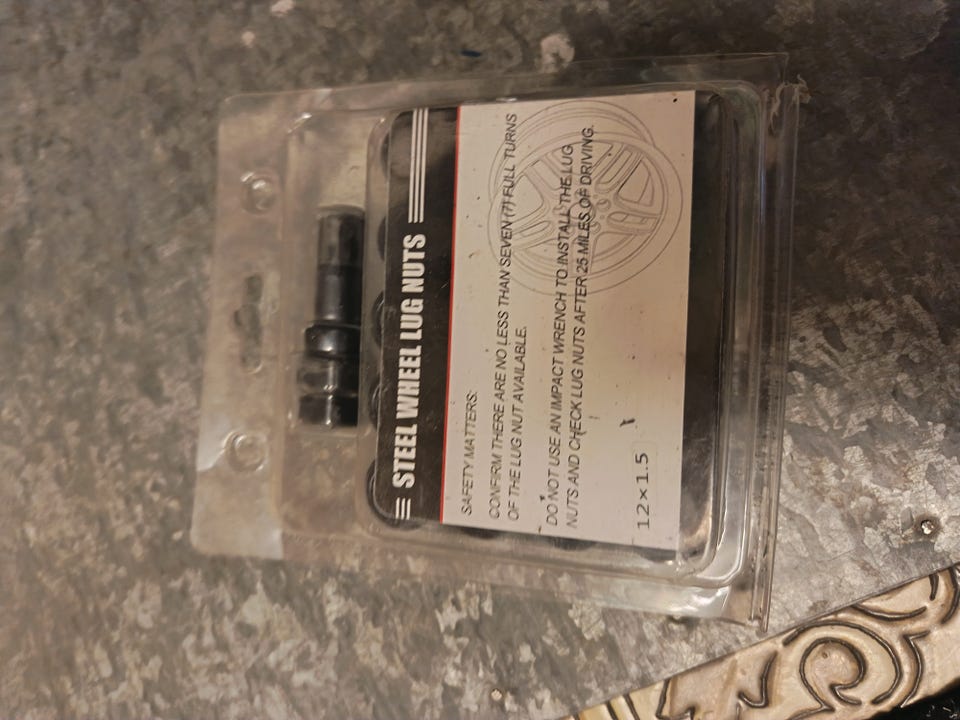 STEEL WHEEL LUG NUTS
SAFETY MATTERS:
CONFIRM THERE ARE NO LESS THAN SEVEN (7) FULL TURNS
OF THE LUG NUT AVAILABLE.
DO NOT USE AN IMPACT WRENCH TO INSTALL THE LUG
NUTS AND CHECK LUG NUTS AFTER 25 MILES OF DRIVING.
12×1.5